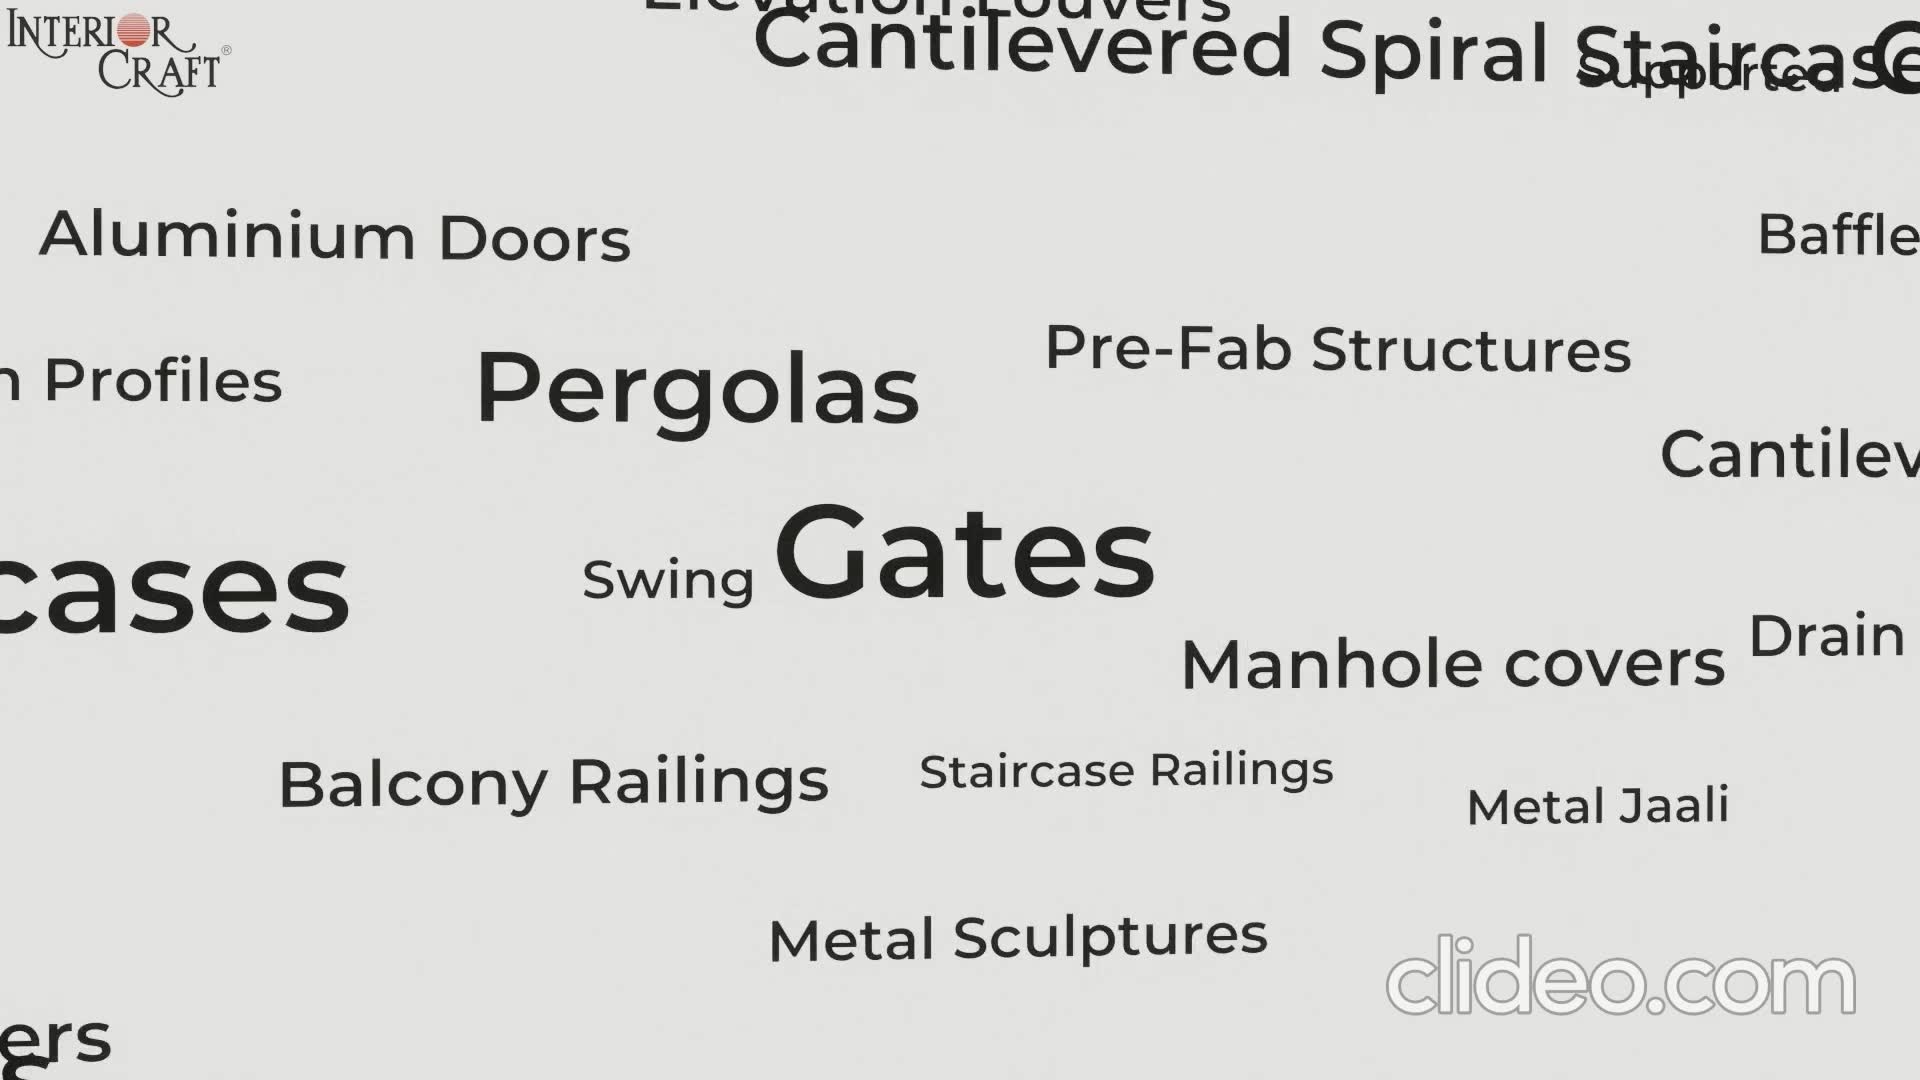 INTERIOR
CRAFT®
Elevation Louvers
Cantilevered Spiral Staircase
Supported
Aluminium Doors
Baffle
Profiles
Pergolas
Pre-Fab Structures
Cantilev
cases
Swing
Gates
Manhole covers
Drain
Balcony Railings
Staircase Railings
Metal Jaali
Metal Sculptures
clideo.com
ers